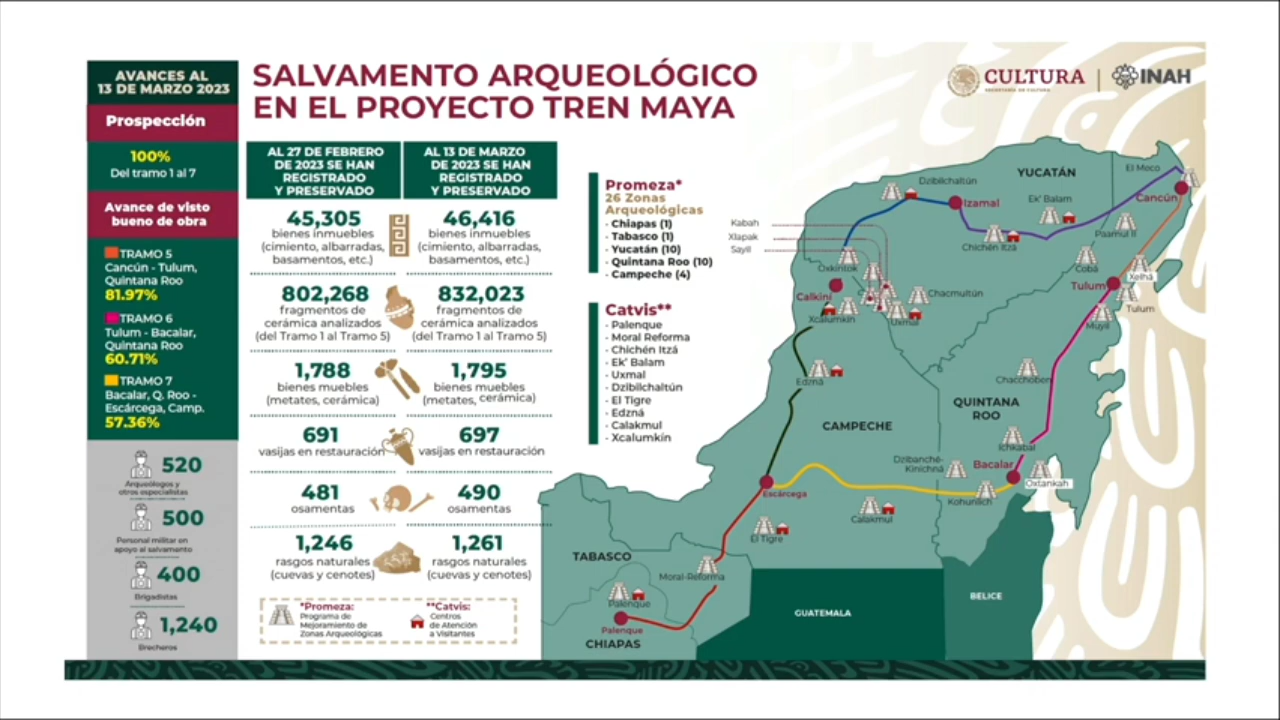 AVANCES AL
13 DE MARZO 2023
Prospección
100%
Del tramo 1 al 7
Avance de visto
bueno de obra
TRAMO 5
Cancún - Tulum,
Quintana Roo
81.97%
TRAMO 6
Tulum - Bacalar,
Quintana Roo
60.71%
TRAMO 7
Bacalar, Q. Roo -
Escárcega, Camp.
57.36%
520
Arqueólogos y
otros especialistas
500
Personal militar en
apoyo al salvamento
400
Brigadistas
1,240
Brecheros
SALVAMENTO ARQUEOLÓGICO
EN EL PROYECTO TREN MAYA
AL 27 DE FEBRERO
DE 2023 SE HAN
REGISTRADO
Y PRESERVADO
45,305
bienes inmuebles
(cimiento, albarradas,
basamentos, etc.)
802,268
fragmentos de
cerámica analizados
(del Tramo 1 al Tramo 5)
1,788
bienes muebles
(metates, cerámica)
691
vasijas en restauración
481
osamentas
1,246
rasgos naturales
(cuevas y cenotes)
AL 13 DE MARZO
DE 2023 SE HAN
REGISTRADO
Y PRESERVADO
46,416
bienes inmuebles
(cimiento, albarradas,
basamentos, etc.)
832,023
fragmentos de
cerámica analizados
(del Tramo 1 al Tramo 5)
1,795
bienes muebles
(metates, cerámica)
697
vasijas en restauración
490
osamentas
1,261
rasgos naturales
(cuevas y cenotes)
*Promeza:
Programa de
Mejoramiento de
Zonas Arqueológicas
**Catvis:
Centros
de Atención
a Visitantes
Promeza*
26 Zonas
Arqueológicas
· Chiapas (1)
· Tabasco (1)
· Yucatán (10)
· Quintana Roo (10)
· Campeche (4)
Catvis**
· Palenque
· Moral Reforma
· Chichén Itzá
· Ek' Balam
· Uxmal
· Dzibilchaltún
· El Tigre
· Edzná
· Calakmul
· Xcalumkín
CULTURA
SECRETARÍA DE CULTURA
INAH
YUCATÁN
El Meco
Cancún
Dzibilchaltún
Izamal
Ek' Balam
Kabah
Xlapak
Sayil
Chichén Itzá
Paamul II
Oxkintok
Cobá
Xelhá
Calkiní
Chacmultún
Tulum
Tulum
Xcalumkín
Uxmal
Muyil
Edzná
Chacchoben
QUINTANA
ROO
CAMPECHE
Ichkabal
Dzibanché-
Kinichná
Bacalar
Oxtankah
Escárcega
Kohunlich
Calakmul
El Tigre
TABASCO
Moral-Reforma
Palenque
Palenque
CHIAPAS
GUATEMALA
BELICE